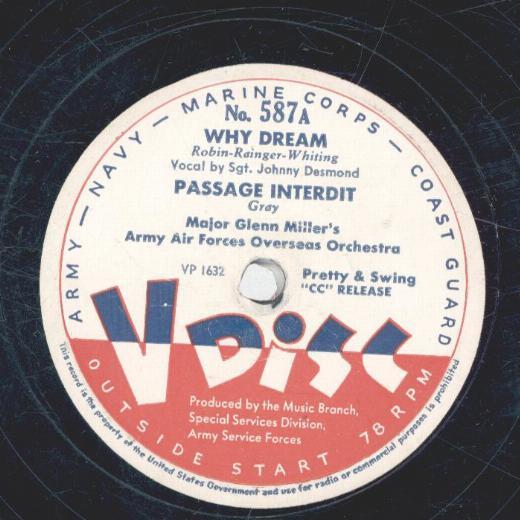 ARMY — NAVY — MARINE CORPS — COAST GUARD
No. 587A
WHY DREAM
Robin-Rainger-Whiting
Vocal by Sgt. Johnny Desmond
PASSAGE INTERDIT
Gray
Major Glenn Miller's
Army Air Forces Overseas Orchestra
VP 1632
Pretty & Swing
"CC" RELEASE
V DiSC
Produced by the Music Branch,
Special Services Division,
Army Service Forces
OUTSIDE START 78 RPM
This record is the property of the United States Government and use for radio or commercial purposes is prohibited